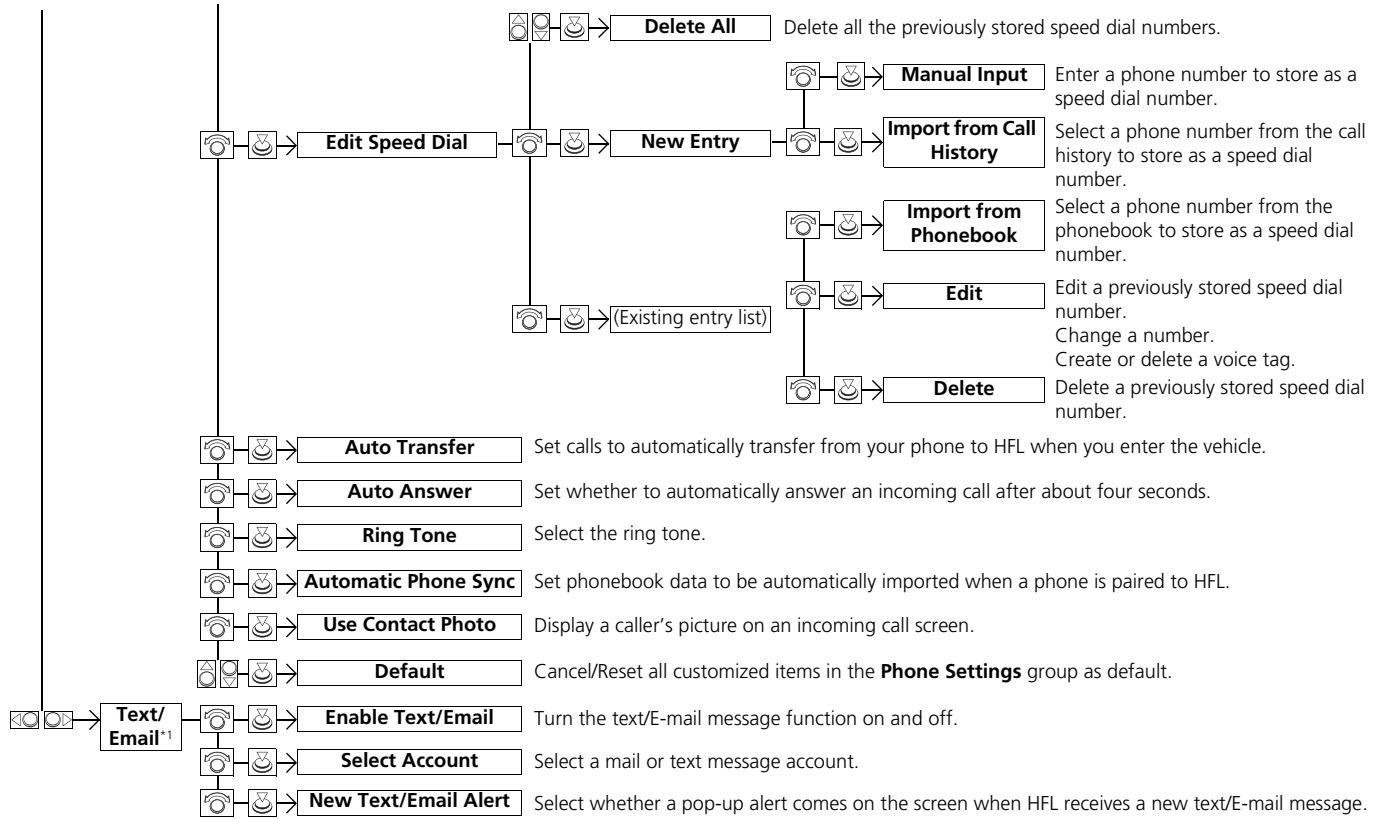 Delete All
Delete all the previously stored speed dial numbers.
Manual Input
Enter a phone number to store as a
speed dial number.
Edit Speed Dial
New Entry
Import from Call
History
Select a phone number from the call
history to store as a speed dial
number.
Import from
Phonebook
Select a phone number from the
phonebook to store as a speed dial
number.
(Existing entry list)
Edit
Edit a previously stored speed dial
number.
Change a number.
Create or delete a voice tag.
Delete
Delete a previously stored speed dial
number.
Auto Transfer
Set calls to automatically transfer from your phone to HFL when you enter the vehicle.
Auto Answer
Set whether to automatically answer an incoming call after about four seconds.
Ring Tone
Select the ring tone.
Automatic Phone Sync
Set phonebook data to be automatically imported when a phone is paired to HFL.
Use Contact Photo
Display a caller's picture on an incoming call screen.
Default
Cancel/Reset all customized items in the Phone Settings group as default.
Text/
Email*1
Enable Text/Email
Turn the text/E-mail message function on and off.
Select Account
Select a mail or text message account.
New Text/Email Alert
Select whether a pop-up alert comes on the screen when HFL receives a new text/E-mail message.